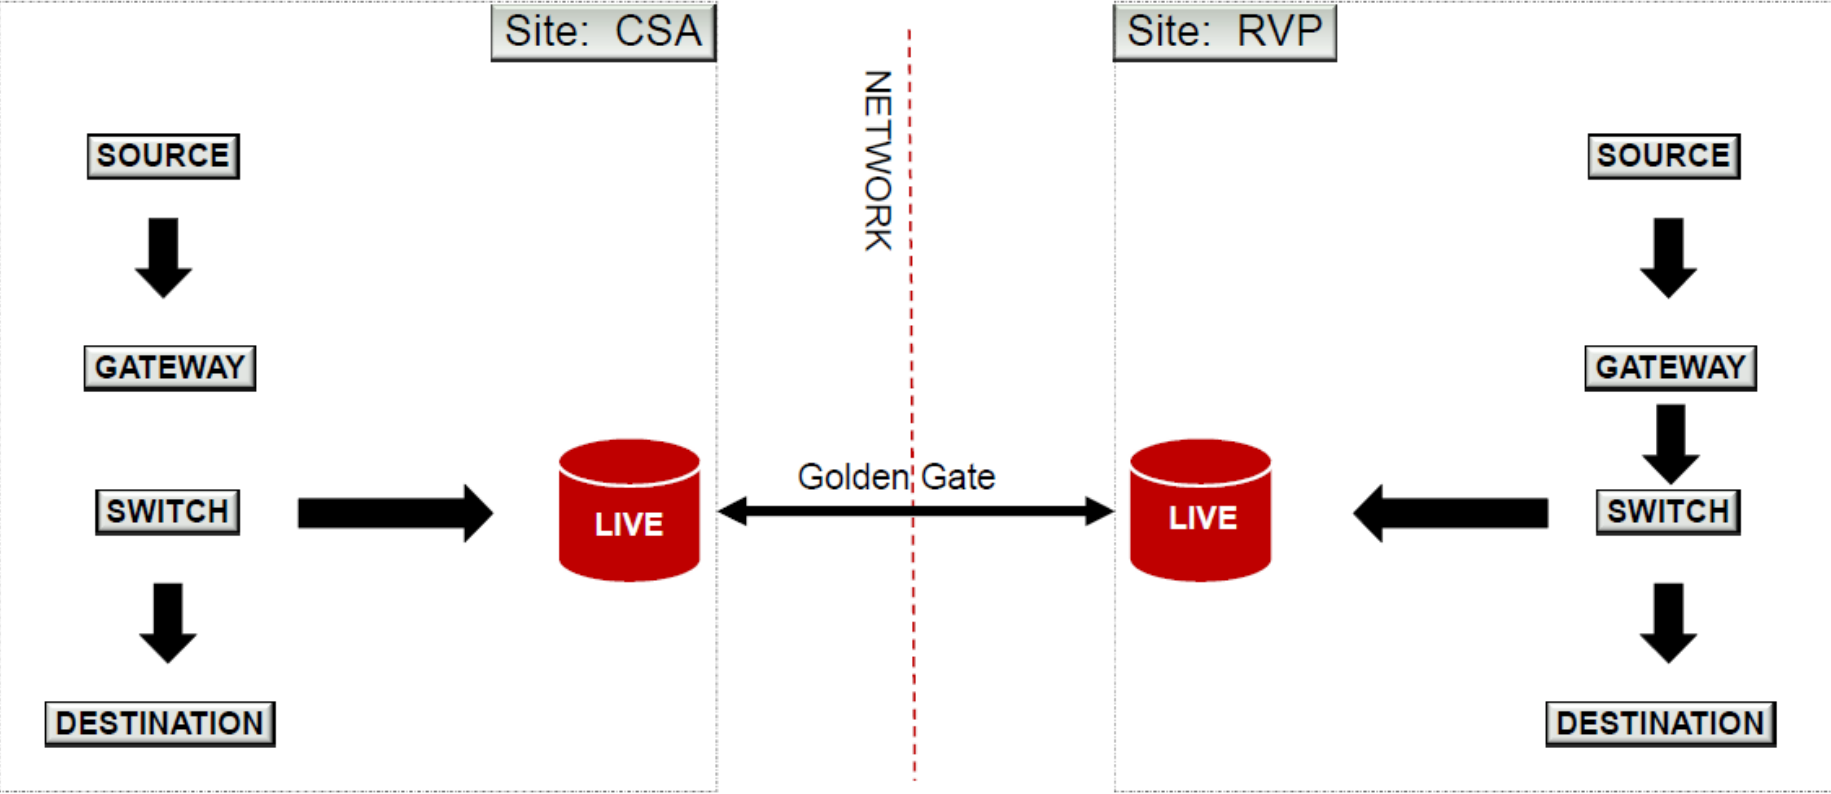 Site:  CSA
SOURCE
GATEWAY
SWITCH
DESTINATION
LIVE
NETWORK
Golden Gate
Site:  RVP
LIVE
SOURCE
GATEWAY
SWITCH
DESTINATION